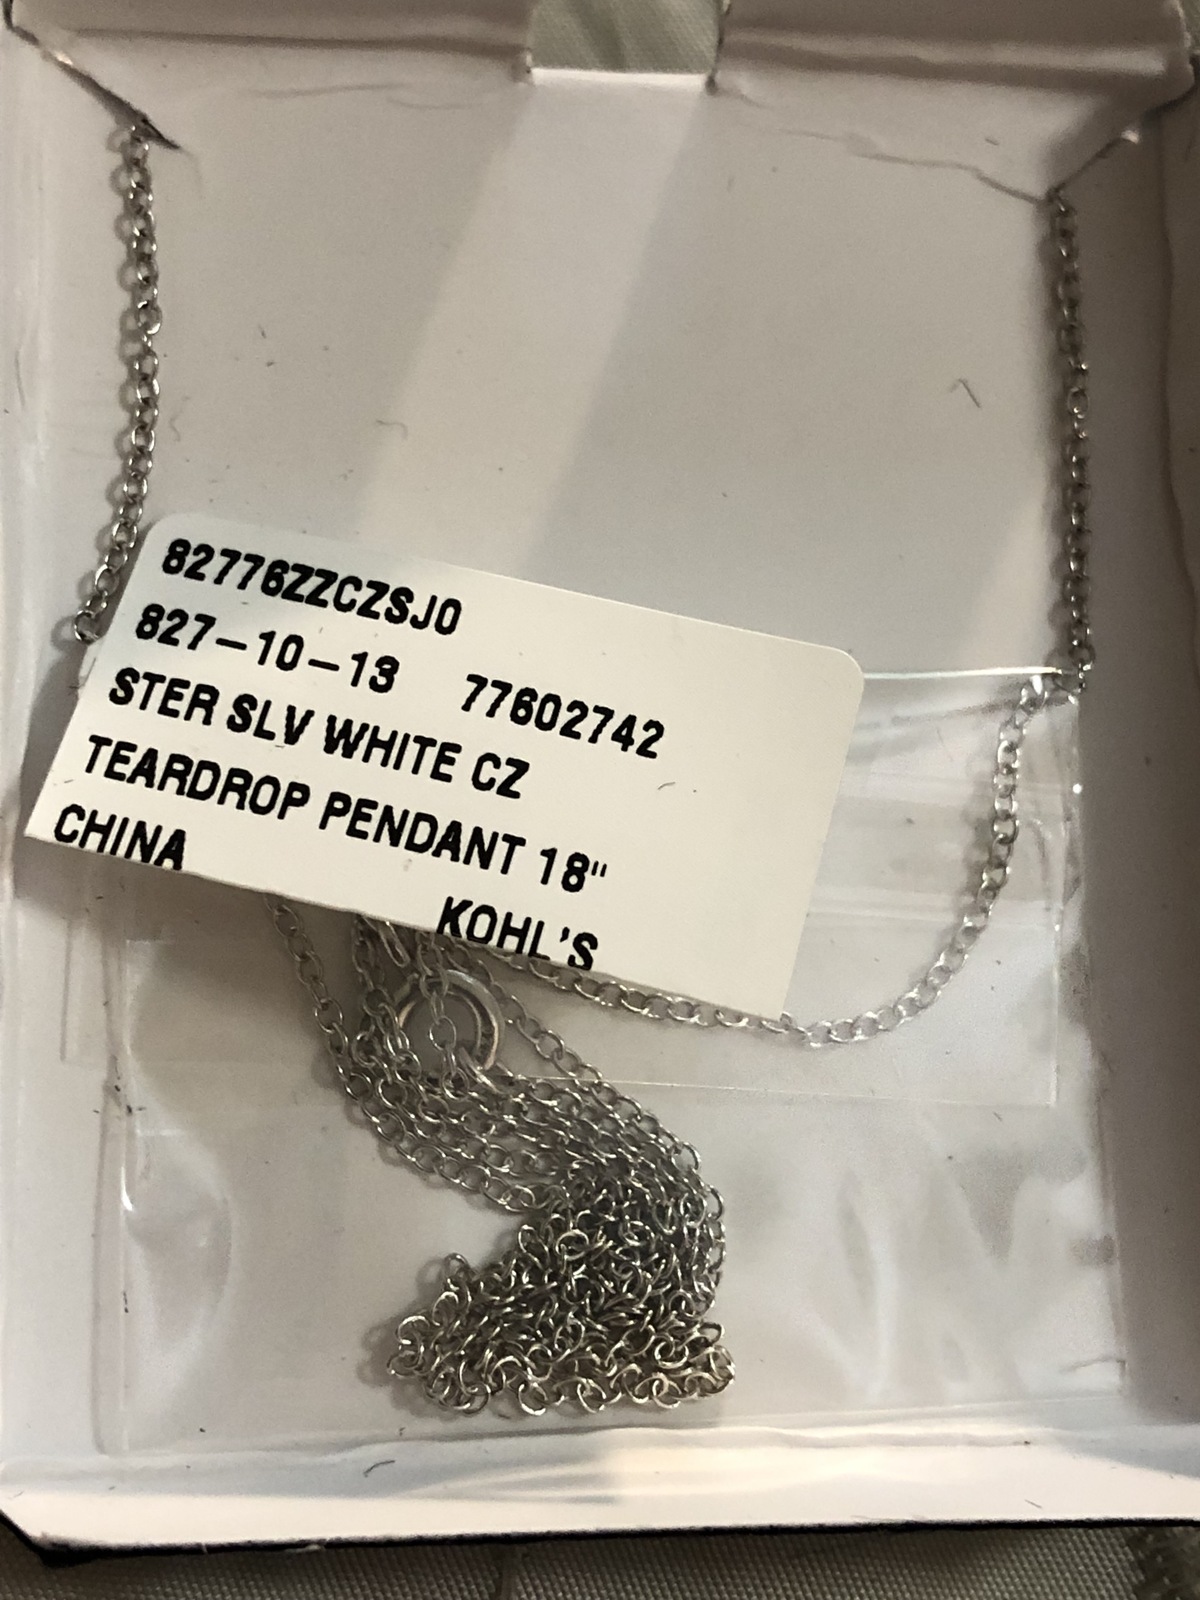 82776ZZCZSJ0
827-10-13 77602742
STER SLV WHITE CZ
TEARDROP PENDANT 18"
CHINA
KOHL'S